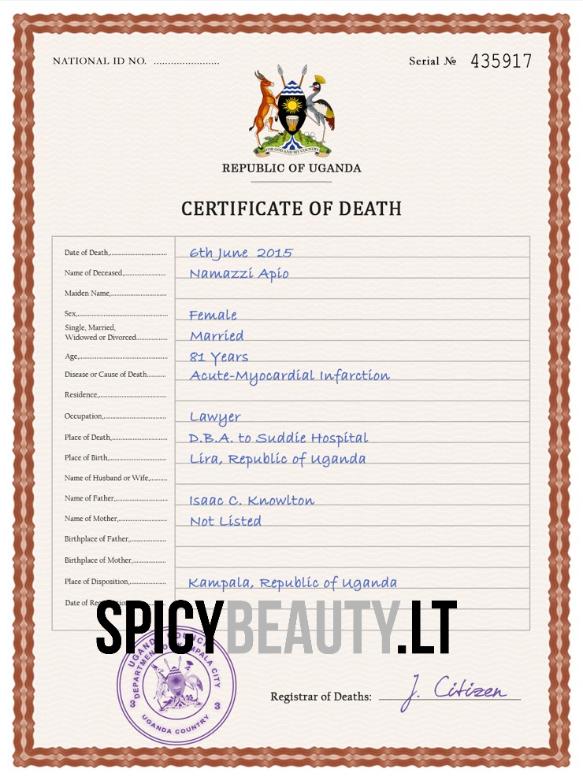 NATIONAL ID NO. ......................
Serial № 435917
FOR GOD AND MY COUNTRY
REPUBLIC OF UGANDA
CERTIFICATE OF DEATH
Date of Death,.......................... 6th June 2015
Name of Deceased,................... Namazzi Apio
Maiden Name,..........................
Sex,.......................................... Female
Single, Married,
Widowed or Divorced.............. Married
Age,......................................... 81 Years
Disease or Cause of Death........ Acute-Myocardial Infarction
Residence,................................
Occupation,............................. Lawyer
Place of Death,......................... D.B.A. to Suddie Hospital
Place of Birth,.......................... Lira, Republic of Uganda
Name of Husband or Wife,.......
Name of Father,....................... Isaac C. Knowlton
Name of Mother,...................... Not Listed
Birthplace of Father,.................
Birthplace of Mother,...............
Place of Disposition,................ Kampala, Republic of Uganda
Date of
SPICYBEAUTY.LT
DEPARTMENT OF KAMPALA CITY
3 3
UGANDA COUNTRY
Registrar of Deaths: J. Citizen